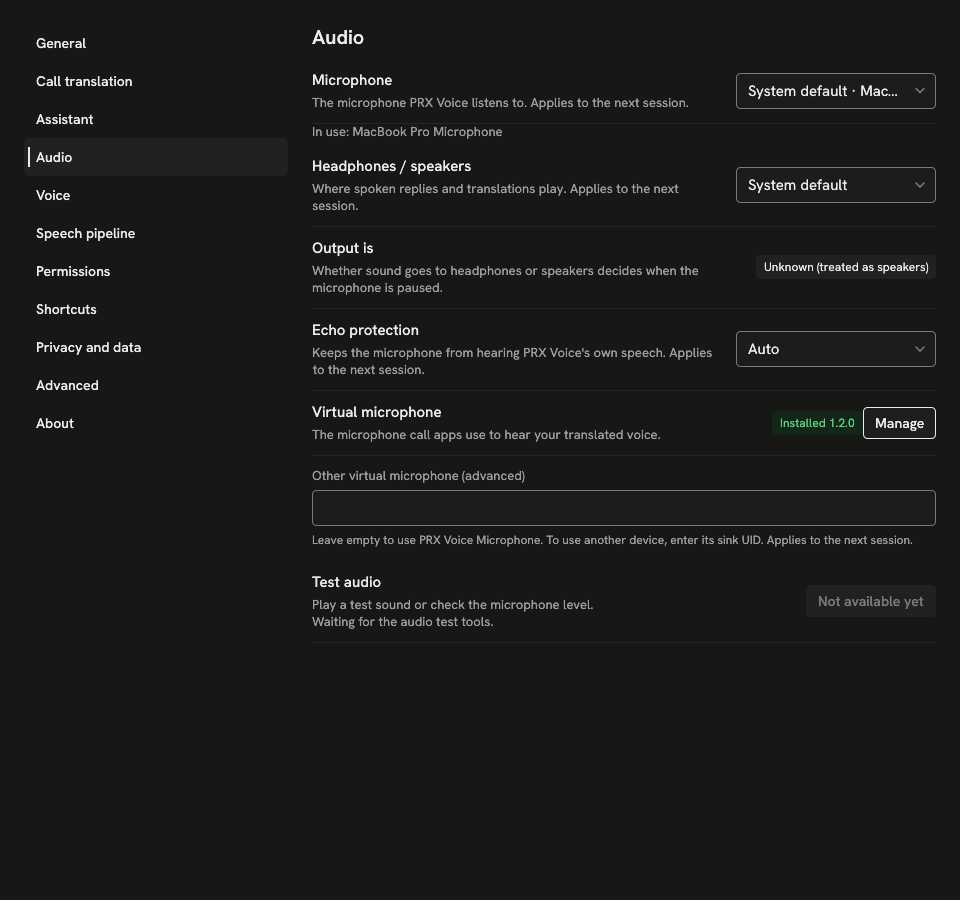 General
Call translation
Assistant
Audio
Voice
Speech pipeline
Permissions
Shortcuts
Privacy and data
Advanced
About
Audio
Microphone
The microphone PRX Voice listens to. Applies to the next session.
System default · Mac...
In use: MacBook Pro Microphone
Headphones / speakers
Where spoken replies and translations play. Applies to the next
session.
System default
Output is
Whether sound goes to headphones or speakers decides when the
microphone is paused.
Unknown (treated as speakers)
Echo protection
Keeps the microphone from hearing PRX Voice's own speech. Applies
to the next session.
Auto
Virtual microphone
The microphone call apps use to hear your translated voice.
Installed 1.2.0
Manage
Other virtual microphone (advanced)
Leave empty to use PRX Voice Microphone. To use another device, enter its sink UID. Applies to the next session.
Test audio
Play a test sound or check the microphone level.
Waiting for the audio test tools.
Not available yet